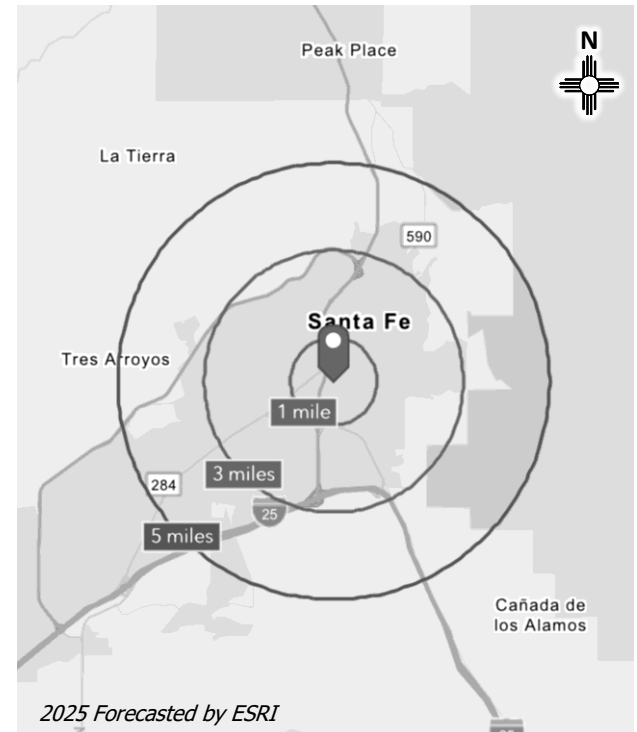 Peak Place
N
La Tierra
590
Santa Fe
Tres Arroyos
1 mile
3 miles
284
25
5 miles
Cañada de
los Alamos
2025 Forecasted by ESRI